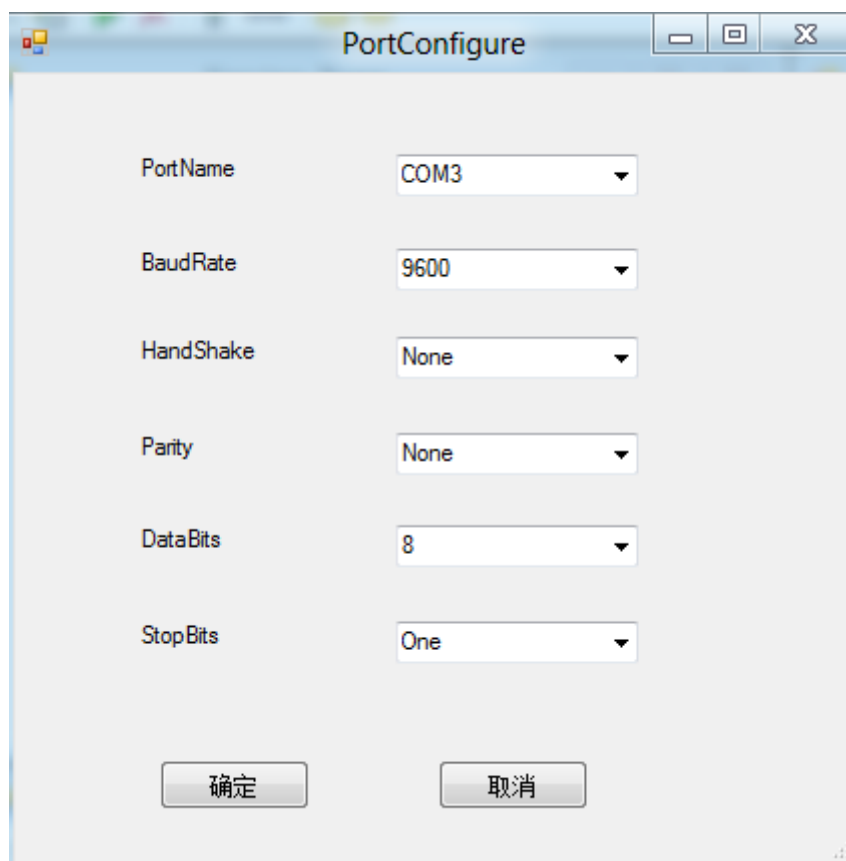 PortConfigure
PortName COM3
BaudRate 9600
HandShake None
Parity None
DataBits 8
StopBits One
确定 取消